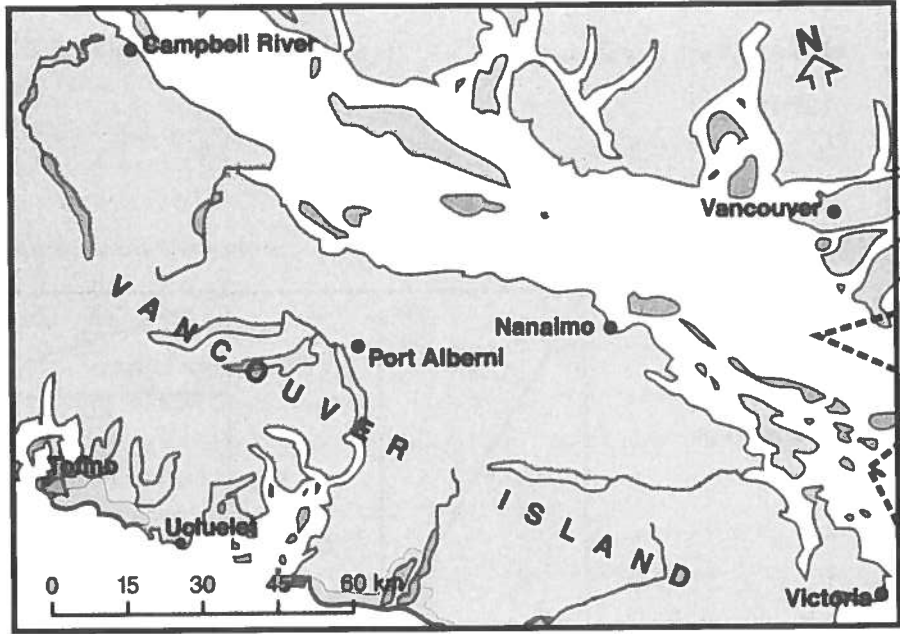 Campbell River
N
Vancouver
VANCOUVER
Nanaimo
Port Alberni
Tofino
ISLAND
Ucluelet
0 15 30 45 60 km
Victoria